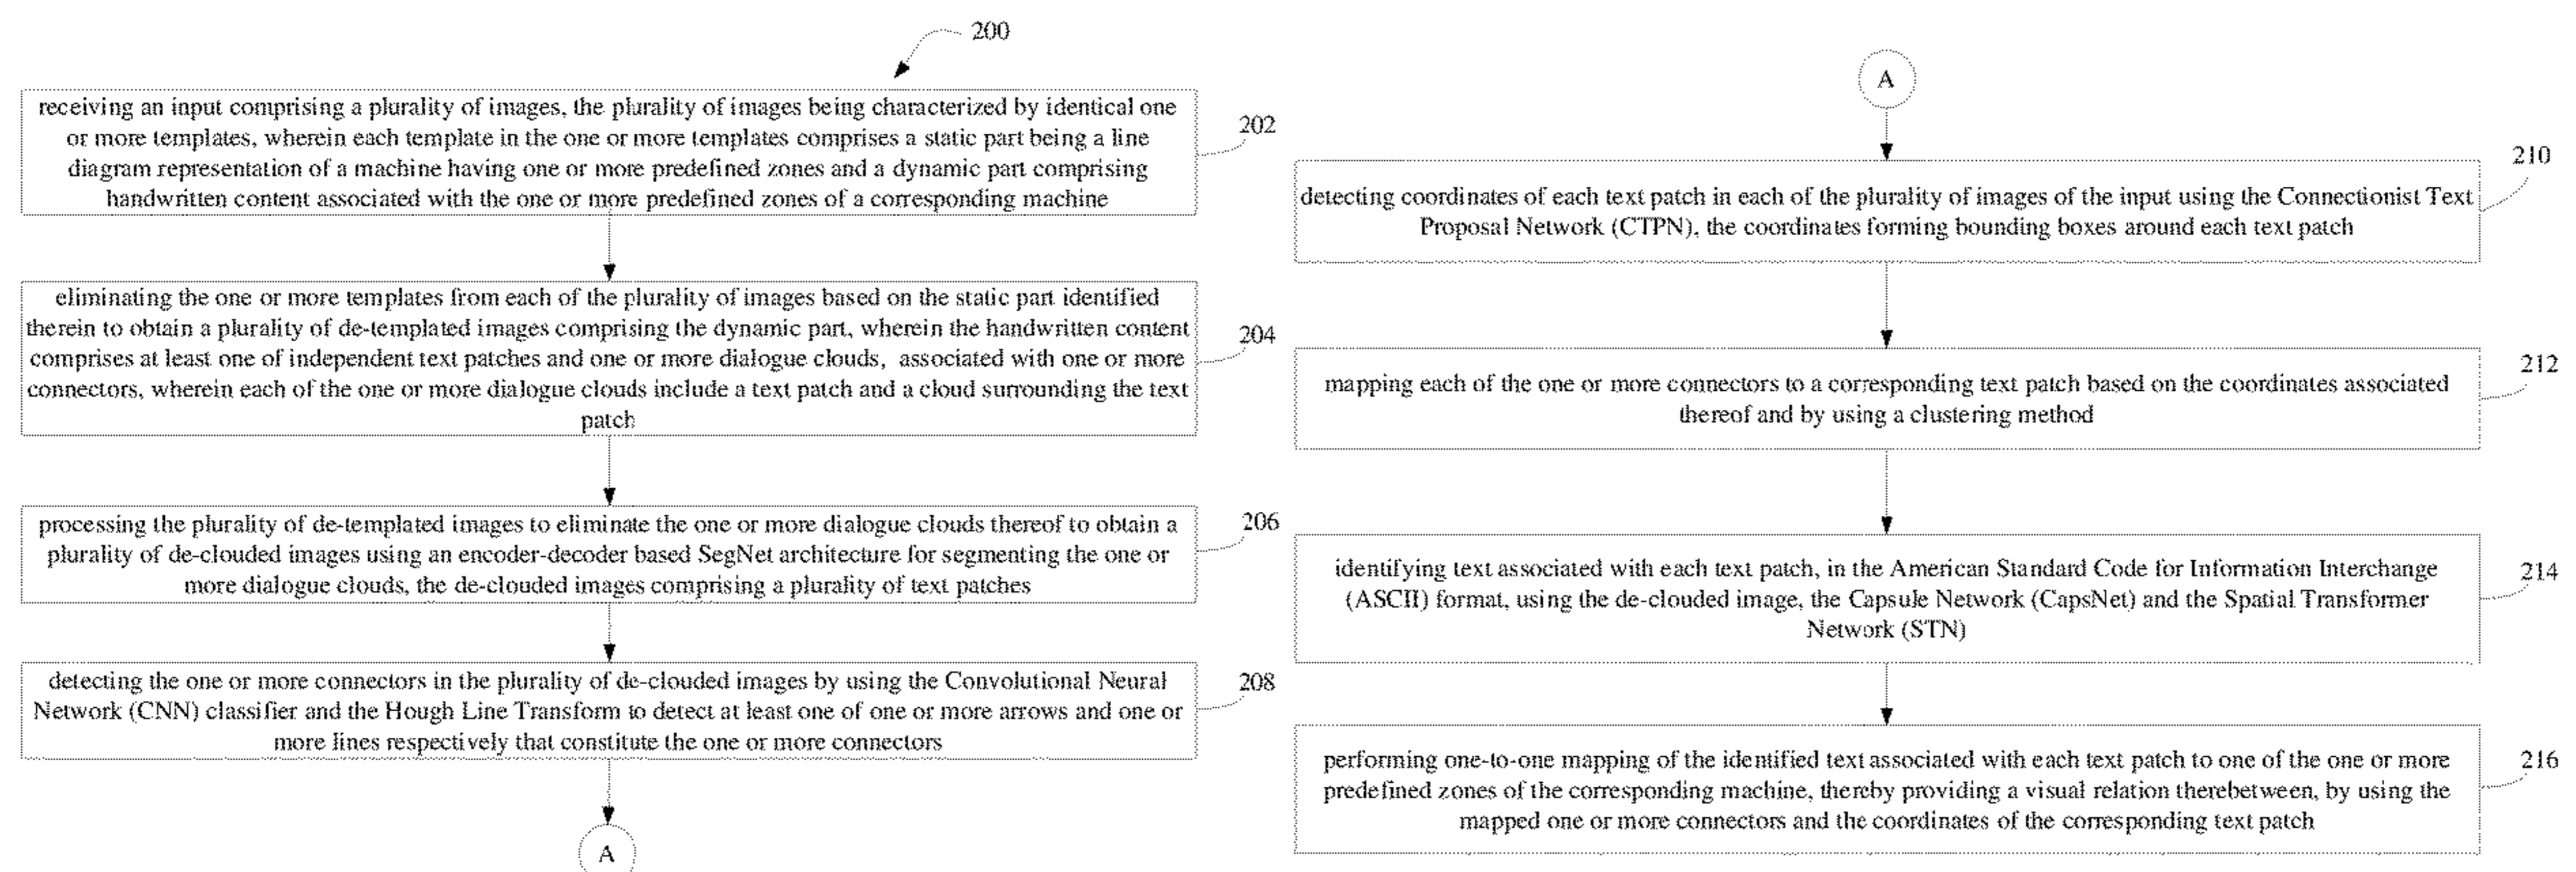 200
receiving an input comprising a plurality of images, the plurality of images being characterized by identical one
or more templates, wherein each template in the one or more templates comprises a static part being a line
diagram representation of a machine having one or more predefined zones and a dynamic part comprising
handwritten content associated with the one or more predefined zones of a corresponding machine
202
eliminating the one or more templates from each of the plurality of images based on the static part identified
therein to obtain a plurality of de-templated images comprising the dynamic part, wherein the handwritten content
comprises at least one of independent text patches and one or more dialogue clouds, associated with one or more
connectors, wherein each of the one or more dialogue clouds include a text patch and a cloud surrounding the text
patch
204
processing the plurality of de-templated images to eliminate the one or more dialogue clouds thereof to obtain a
plurality of de-clouded images using an encoder-decoder based SegNet architecture for segmenting the one or
more dialogue clouds, the de-clouded images comprising a plurality of text patches
206
detecting the one or more connectors in the plurality of de-clouded images by using the Convolutional Neural
Network (CNN) classifier and the Hough Line Transform to detect at least one of one or more arrows and one or
more lines respectively that constitute the one or more connectors
208
A
A
detecting coordinates of each text patch in each of the plurality of images of the input using the Connectionist Text
Proposal Network (CTPN), the coordinates forming bounding boxes around each text patch
210
mapping each of the one or more connectors to a corresponding text patch based on the coordinates associated
thereof and by using a clustering method
212
identifying text associated with each text patch, in the American Standard Code for Information Interchange
(ASCII) format, using the de-clouded image, the Capsule Network (CapsNet) and the Spatial Transformer
Network (STN)
214
performing one-to-one mapping of the identified text associated with each text patch to one of the one or more
predefined zones of the corresponding machine, thereby providing a visual relation therebetween, by using the
mapped one or more connectors and the coordinates of the corresponding text patch
216